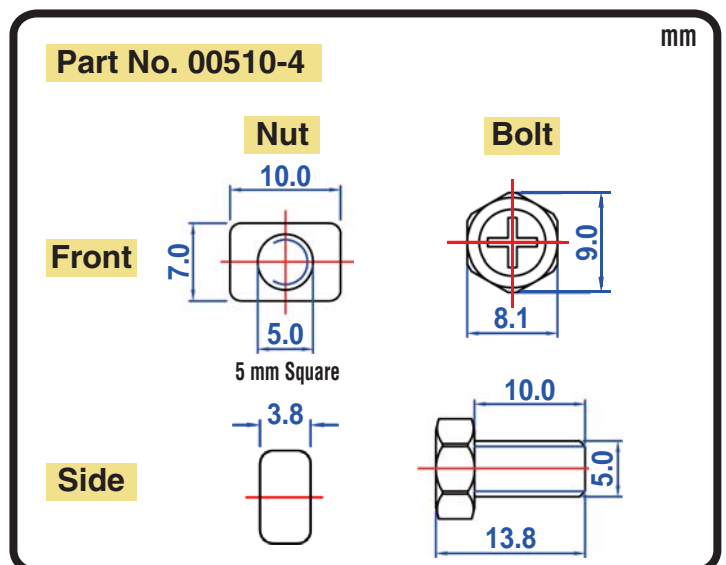 mm
Part No. 00510-4
Nut
Bolt
10.0
Front
7.0
9.0
5.0
8.1
5 mm Square
3.8
10.0
Side
5.0
13.8